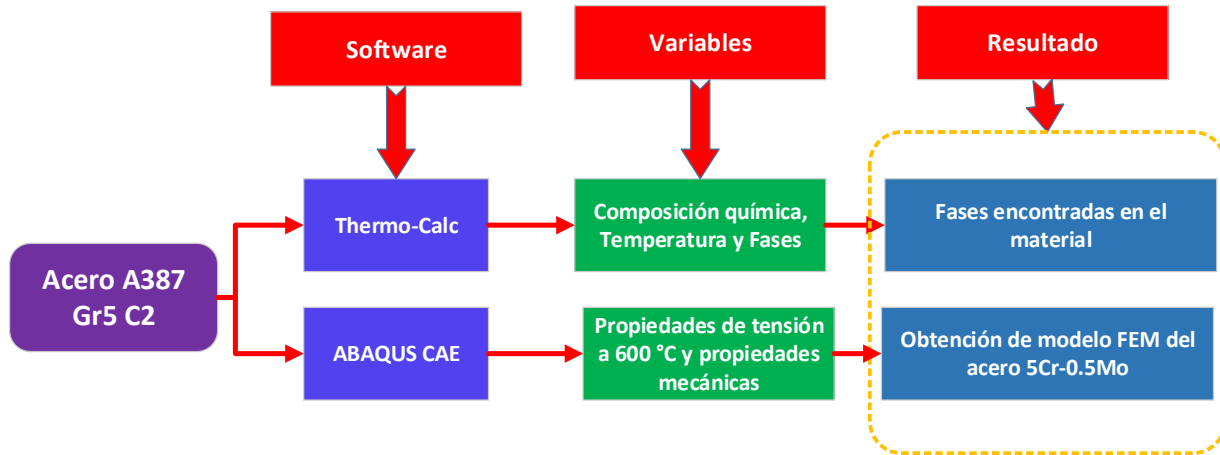 Software
Variables
Resultado
Acero A387
Gr5 C2
Thermo-Calc
Composición química,
Temperatura y Fases
Fases encontradas en el
material
ABAQUS CAE
Propiedades de tensión
a 600 °C y propiedades
mecánicas
Obtención de modelo FEM del
acero 5Cr-0.5Mo